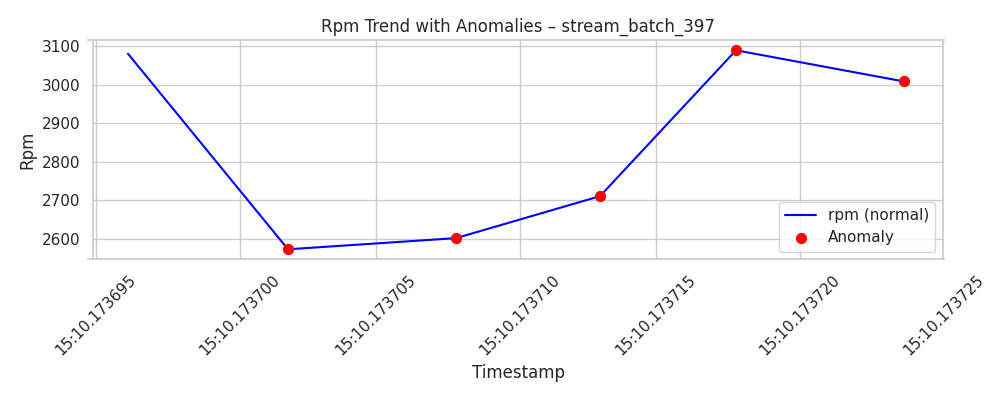 Rpm Trend with Anomalies – stream_batch_397
Rpm
3100
3000
2900
2800
2700
2600
rpm (normal)
Anomaly
15:10.173695
15:10.173700
15:10.173705
15:10.173710
15:10.173715
15:10.173720
15:10.173725
Timestamp